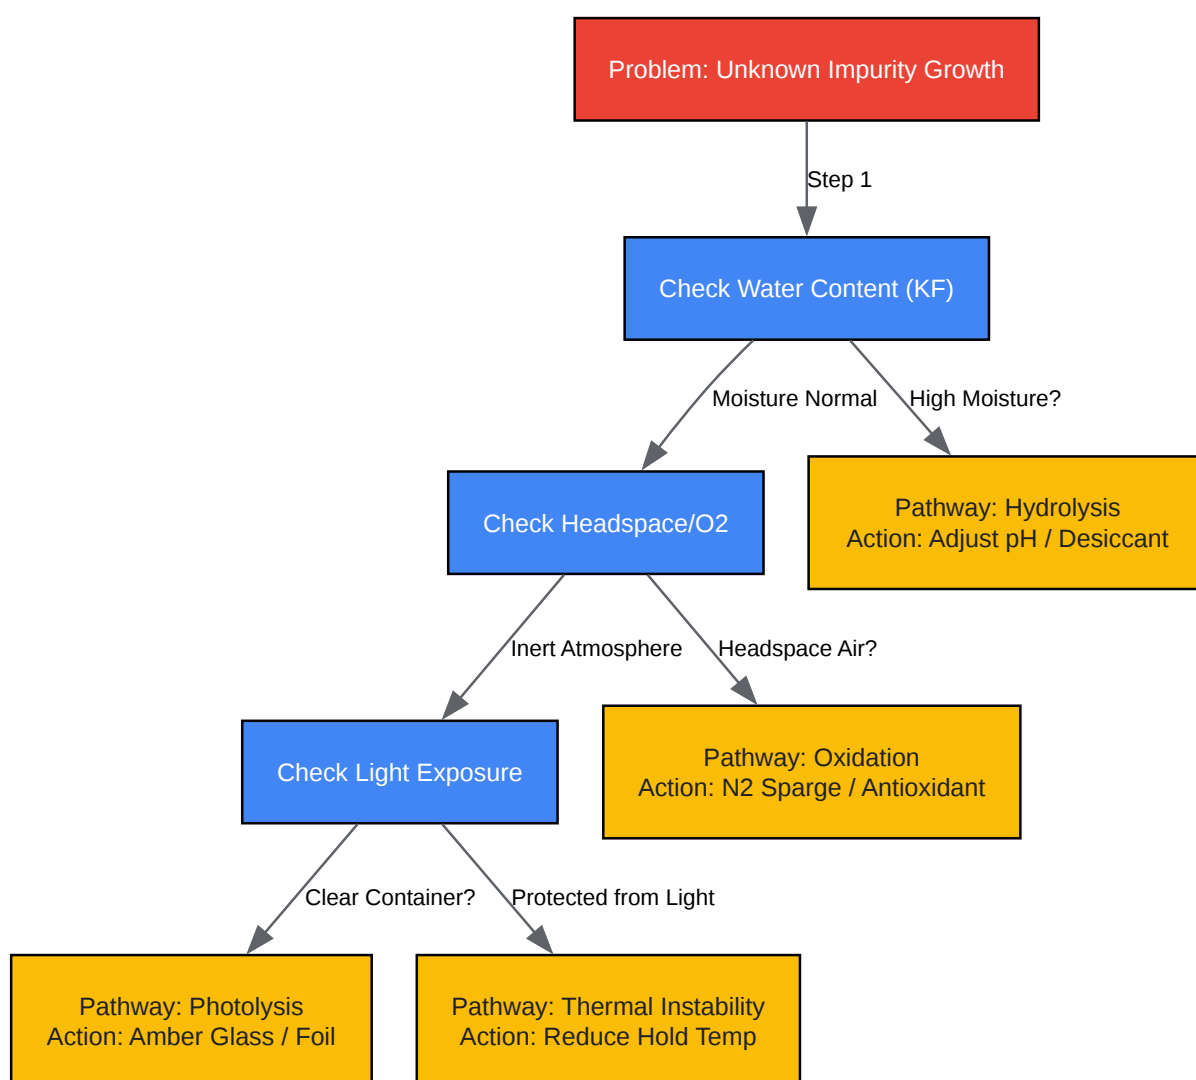 Problem: Unknown Impurity Growth
Step 1
Check Water Content (KF)
Moisture Normal
High Moisture?
Check Headspace/O2
Pathway: Hydrolysis
Action: Adjust pH / Desiccant
Inert Atmosphere
Headspace Air?
Check Light Exposure
Pathway: Oxidation
Action: N2 Sparge / Antioxidant
Clear Container?
Protected from Light
Pathway: Photolysis
Action: Amber Glass / Foil
Pathway: Thermal Instability
Action: Reduce Hold Temp